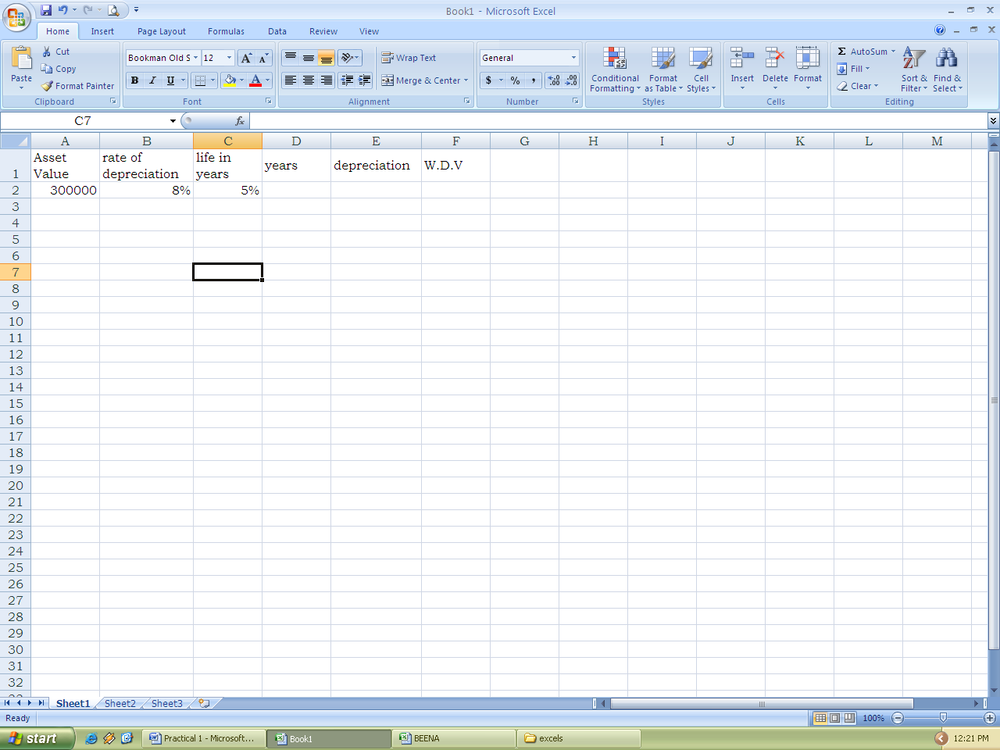 Book1 - Microsoft Excel
Home Insert Page Layout Formulas Data Review View
Paste
Cut
Copy
Format Painter
Clipboard
Bookman Old S 12 A A
B I U A
Font
Wrap Text
Merge & Center
Alignment
General
$ % , .00
Number
Conditional Formatting
Format as Table
Cell Styles
Styles
Insert Delete Format
Cells
Σ AutoSum
Fill
Clear
Sort & Filter
Find & Select
Editing
C7 fx
A B C D E F G H I J K L M
1 Asset Value rate of depreciation life in years years depreciation W.D.V
2 300000 8% 5%
3
4
5
6
7
8
9
10
11
12
13
14
15
16
17
18
19
20
21
22
23
24
25
26
27
28
29
30
31
32
Sheet1 Sheet2 Sheet3
Ready 100%
start Practical 1 - Microsoft... Book1 BEENA excels 12:21 PM